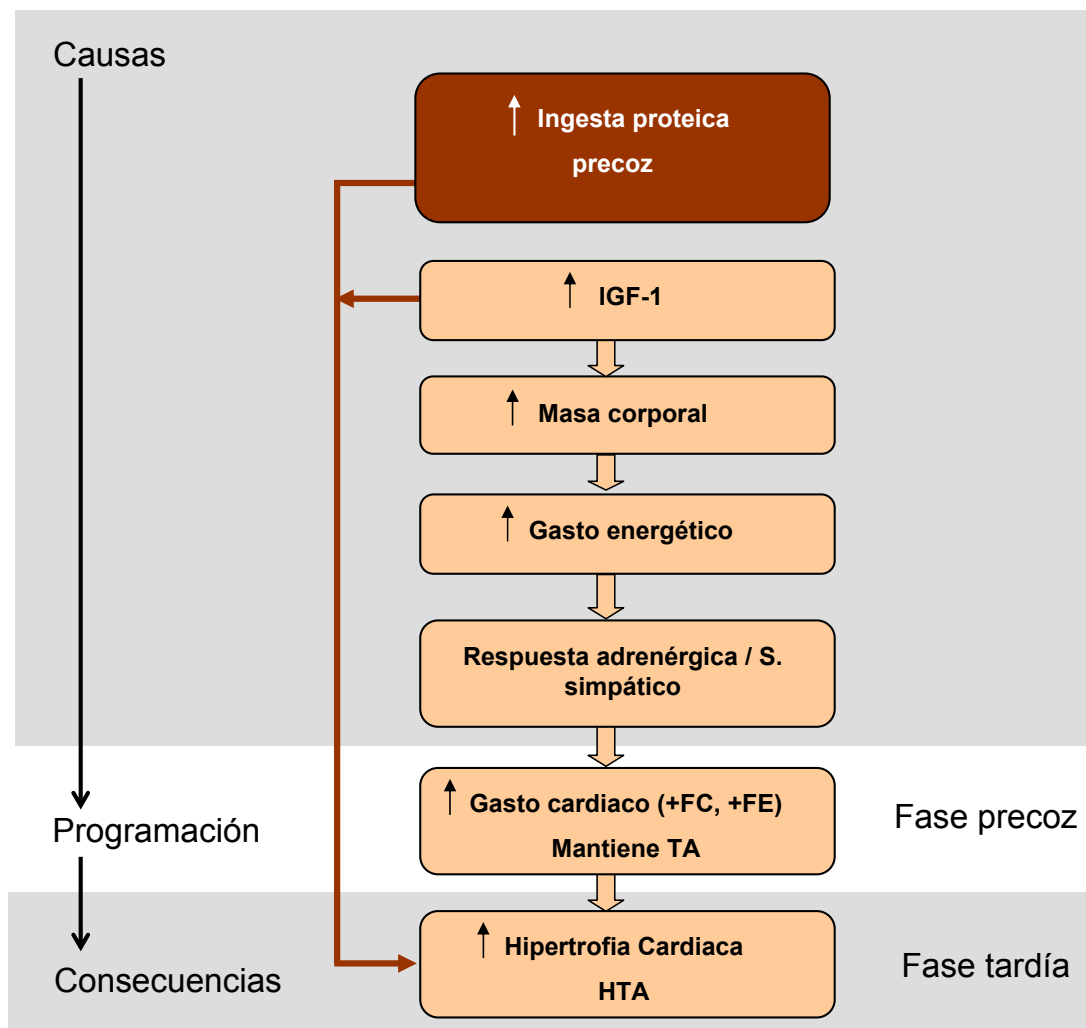 Causas
↑ Ingesta proteica
precoz
↑ IGF-1
↑ Masa corporal
↑ Gasto energético
Respuesta adrenérgica / S.
simpático
↑ Gasto cardiaco (+FC, +FE)
Mantiene TA
Programación
Fase precoz
↑ Hipertrofia Cardiaca
HTA
Consecuencias
Fase tardía